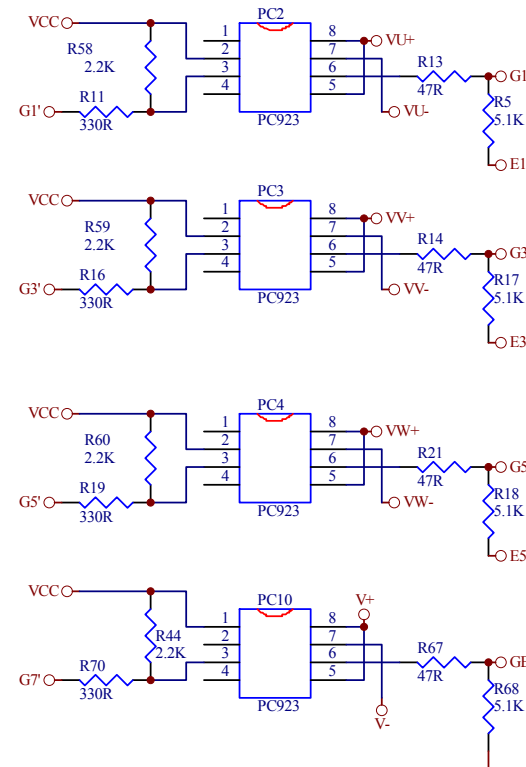 VCC
PC2
R58
2.2K
1
2
3
4
8
7
6
5
VU+
R13
47R
G1
G1'
R11
330R
PC923
VU-
R5
5.1K
E1
VCC
PC3
R59
2.2K
1
2
3
4
8
7
6
5
VV+
R14
47R
G3
G3'
R16
330R
PC923
VV-
R17
5.1K
E3
VCC
PC4
R60
2.2K
1
2
3
4
8
7
6
5
VW+
R21
47R
G5
G5'
R19
330R
PC923
VW-
R18
5.1K
E5
VCC
PC10
V+
R44
2.2K
1
2
3
4
8
7
6
5
R67
47R
G7'
R70
330R
PC923
V-
R68
5.1K